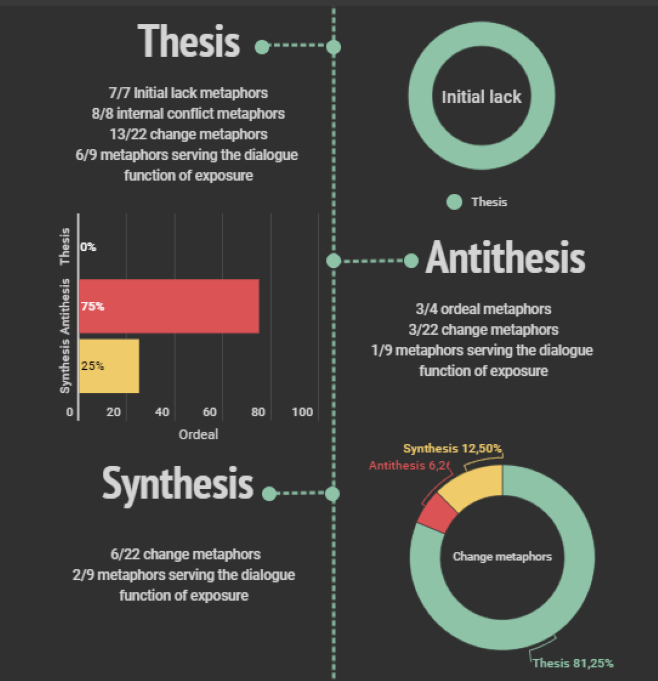 Thesis
7/7 Initial lack metaphors
8/8 internal conflict metaphors
13/22 change metaphors
6/9 metaphors serving the dialogue
function of exposure
Initial lack
Thesis
Thesis
0%
Antithesis
75%
Synthesis
25%
0 20 40 60 80 100
Ordeal
Antithesis
3/4 ordeal metaphors
3/22 change metaphors
1/9 metaphors serving the dialogue
function of exposure
Synthesis
6/22 change metaphors
2/9 metaphors serving the dialogue
function of exposure
Synthesis 12,50%
Antithesis 6,2
Change metaphors
Thesis 81,25%